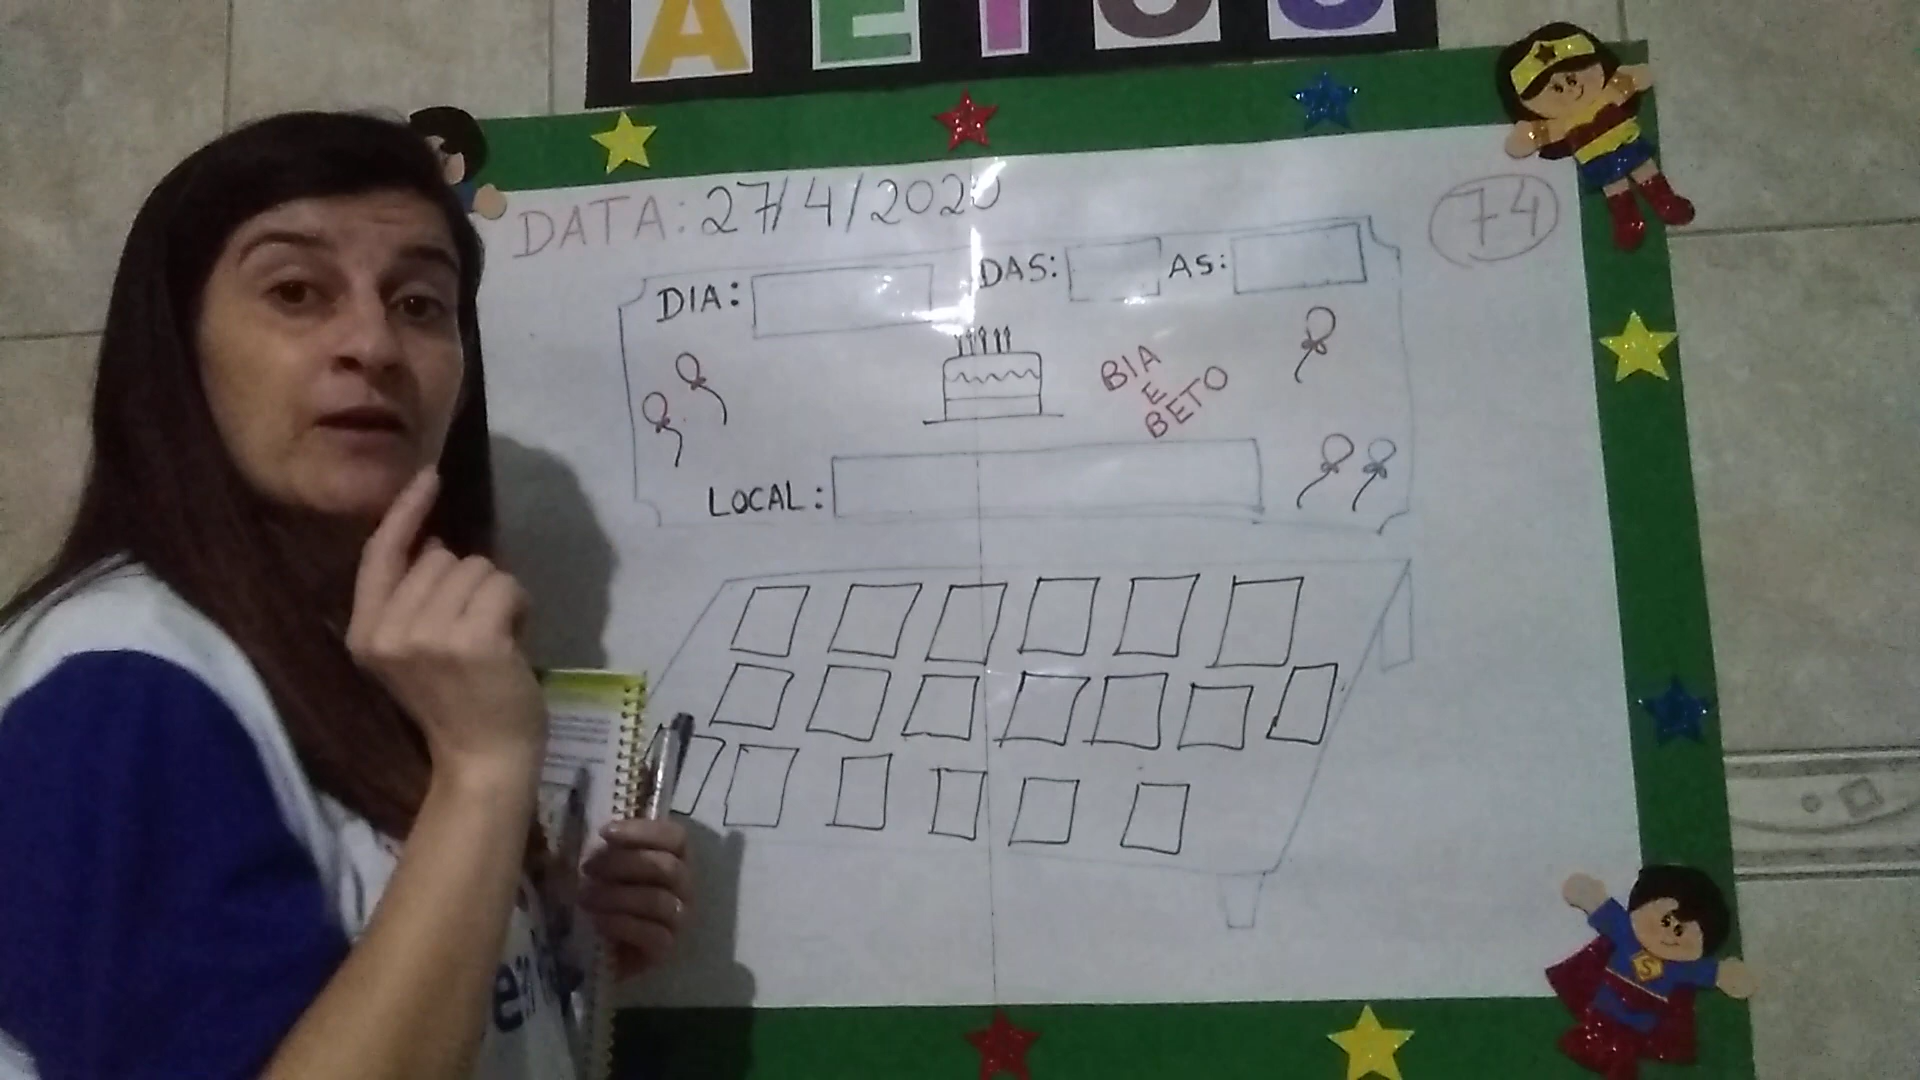 A E I O U
DATA: 27/4/2020
74
DIA: DAS: AS:
BIA
E
BETO
LOCAL:
S